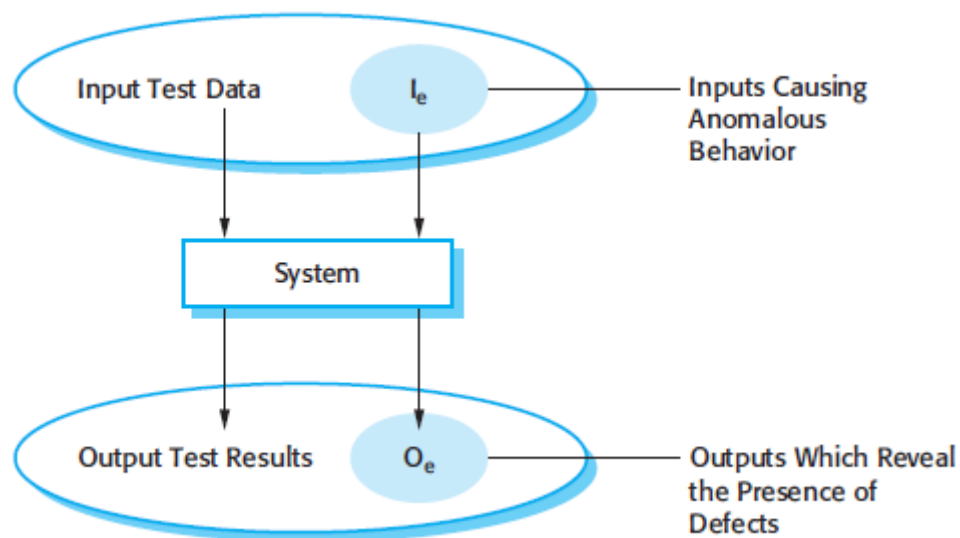 Input Test Data
Iₑ
Inputs Causing
Anomalous
Behavior
System
Output Test Results
Oₑ
Outputs Which Reveal
the Presence of
Defects